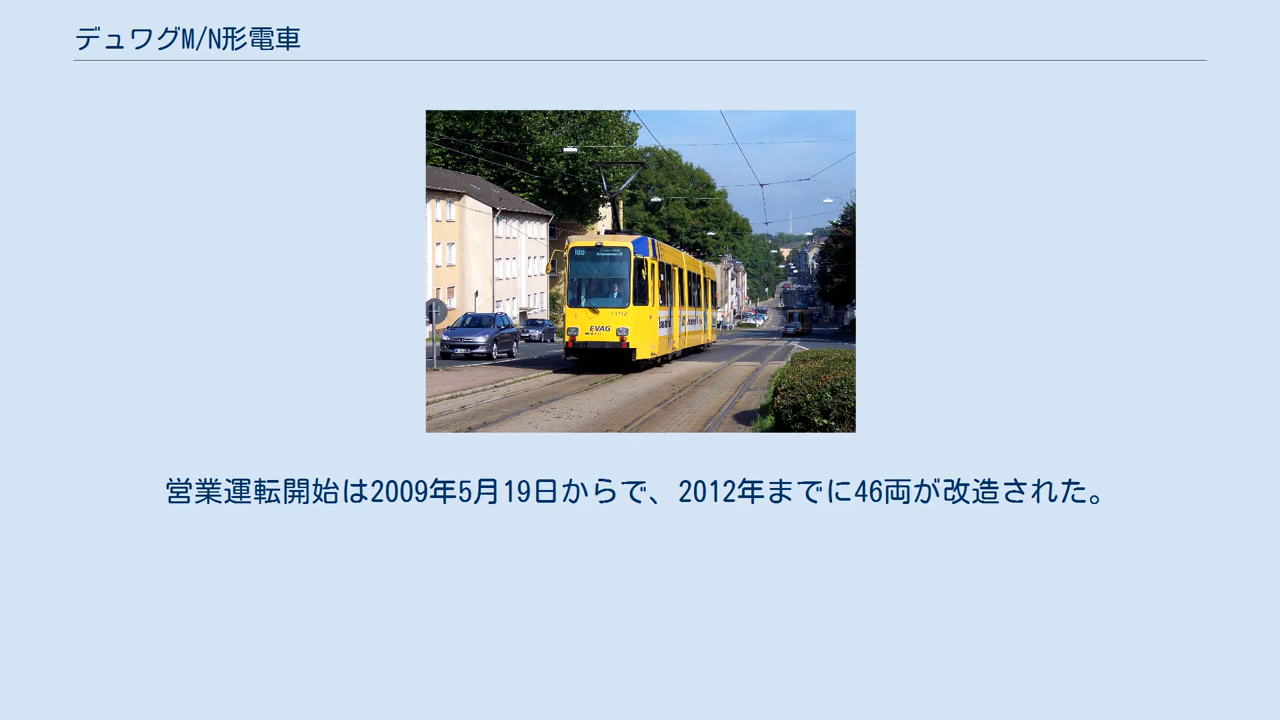 デュワグM/N形電車
EVAG
営業運転開始は2009年5月19日からで、2012年までに46両が改造された。